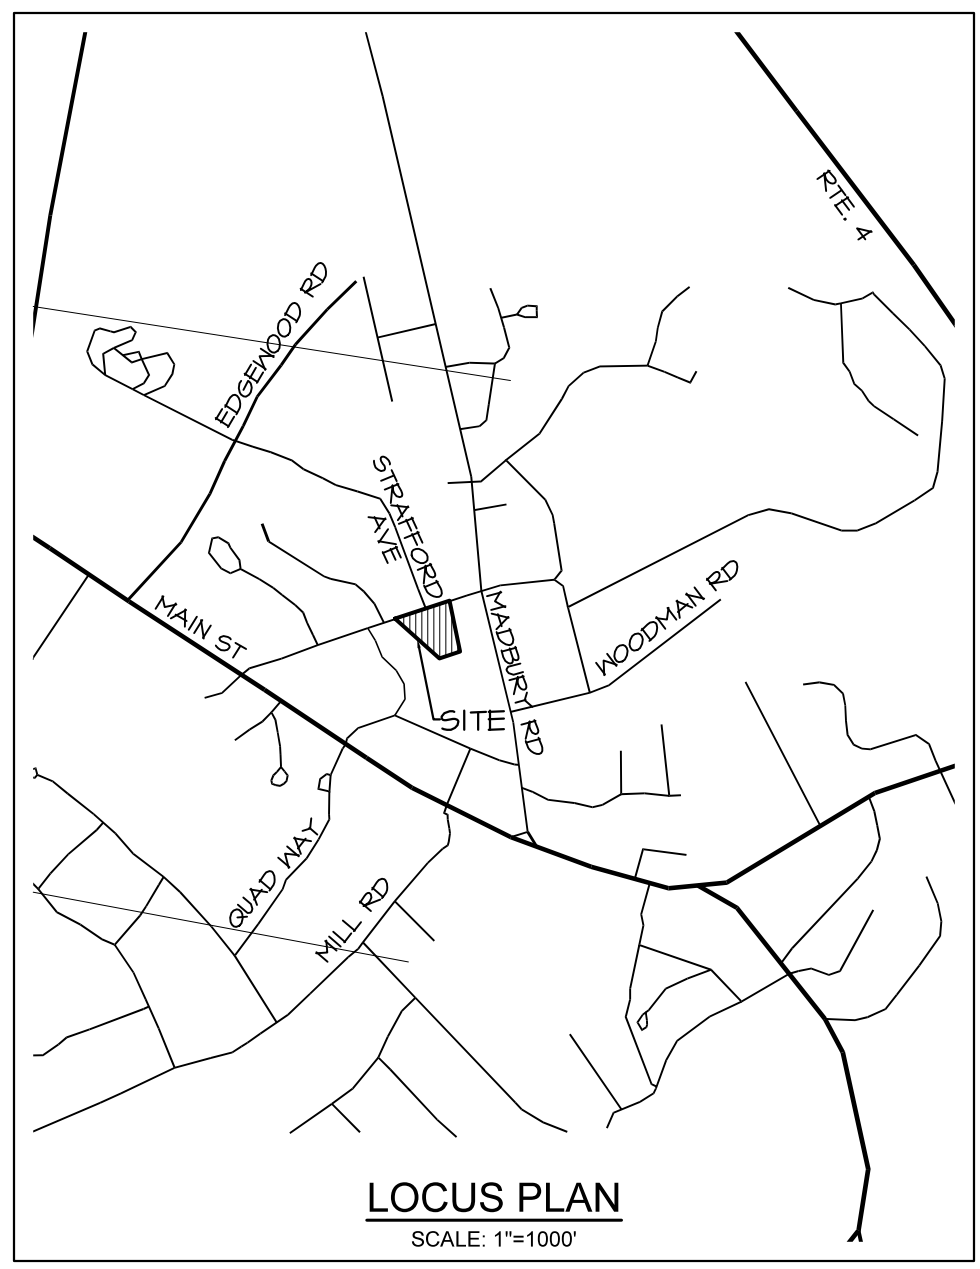 RTE. 4
EDGEWOOD RD
STRAFFORD
AVE
MAIN ST
WOODMAN RD
MADBURY RD
SITE
QUAD WAY
MILL RD
LOCUS PLAN
SCALE: 1"=1000'